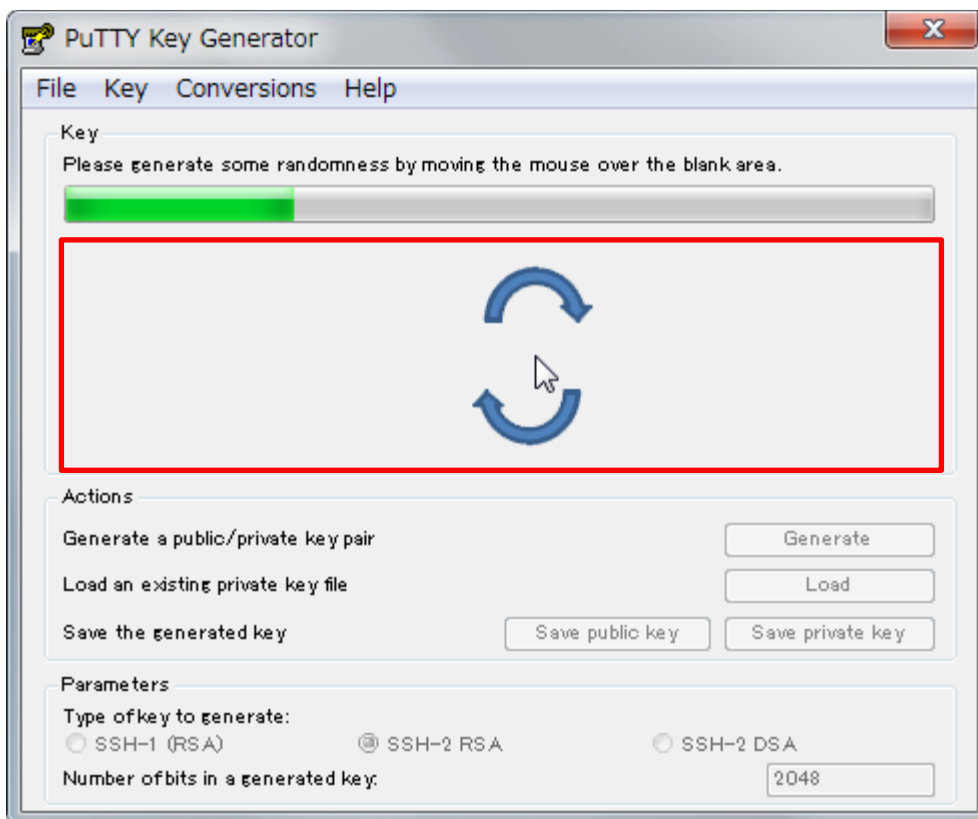 PuTTY Key Generator
File Key Conversions Help
Key
Please generate some randomness by moving the mouse over the blank area.
Actions
Generate a public/private key pair Generate
Load an existing private key file Load
Save the generated key Save public key Save private key
Parameters
Type of key to generate:
SSH-1 (RSA) SSH-2 RSA SSH-2 DSA
Number of bits in a generated key: 2048